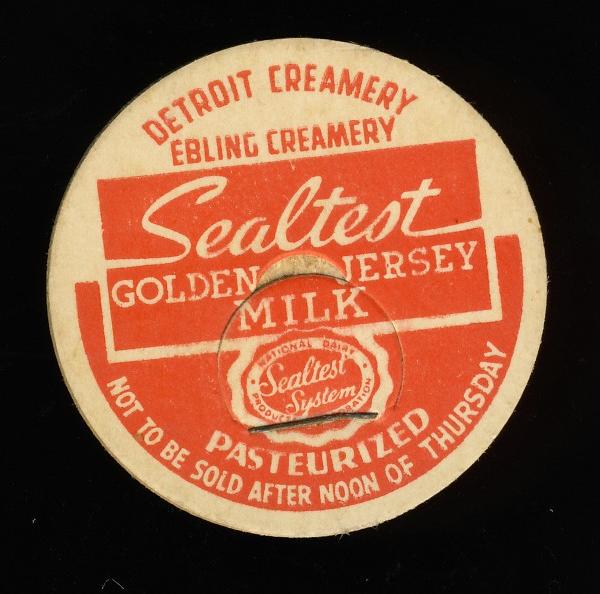 DETROIT CREAMERY
EBLING CREAMERY
Sealtest
GOLDEN JERSEY
MILK
NATIONAL DAIRY
Sealtest
System
PRODUCTS
PASTEURIZED
NOT TO BE SOLD AFTER NOON OF THURSDAY